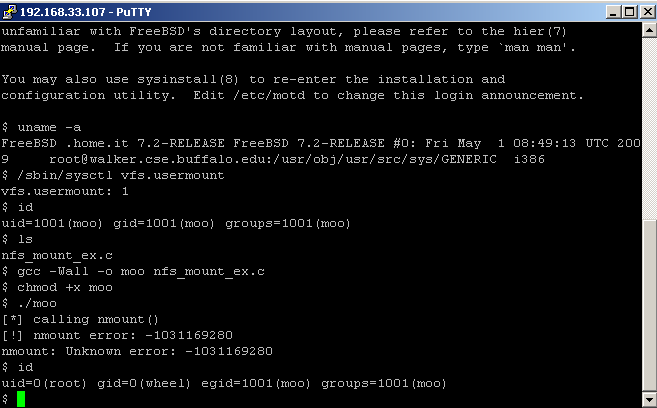 192.168.33.107 - PuTTY
unfamiliar with FreeBSD's directory layout, please refer to the hier(7)
manual page.  If you are not familiar with manual pages, type `man man'.
You may also use sysinstall(8) to re-enter the installation and
configuration utility.  Edit /etc/motd to change this login announcement.
$ uname -a
FreeBSD .home.it 7.2-RELEASE FreeBSD 7.2-RELEASE #0: Fri May  1 08:49:13 UTC 200
9     root@walker.cse.buffalo.edu:/usr/obj/usr/src/sys/GENERIC  i386
$ /sbin/sysctl vfs.usermount
vfs.usermount: 1
$ id
uid=1001(moo) gid=1001(moo) groups=1001(moo)
$ ls
nfs_mount_ex.c
$ gcc -Wall -o moo nfs_mount_ex.c
$ chmod +x moo
$ ./moo
[*] calling nmount()
[!] nmount error: -1031169280
nmount: Unknown error: -1031169280
$ id
uid=0(root) gid=0(wheel) egid=1001(moo) groups=1001(moo)
$